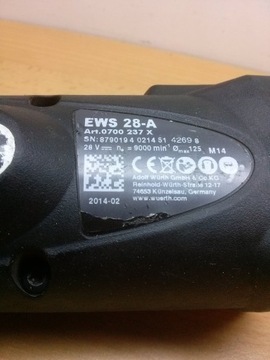 EWS 28-A
Art.0700 237 X
SN: 879019 4 0214 51 4269 8
28 V ⎓ n₀ = 9000 min⁻¹ Ømax125 M14
Adolf Würth GmbH & Co.KG
Reinhold-Würth-Straße 12-17
74653 Künzelsau, Germany
www.wuerth.com
2014-02